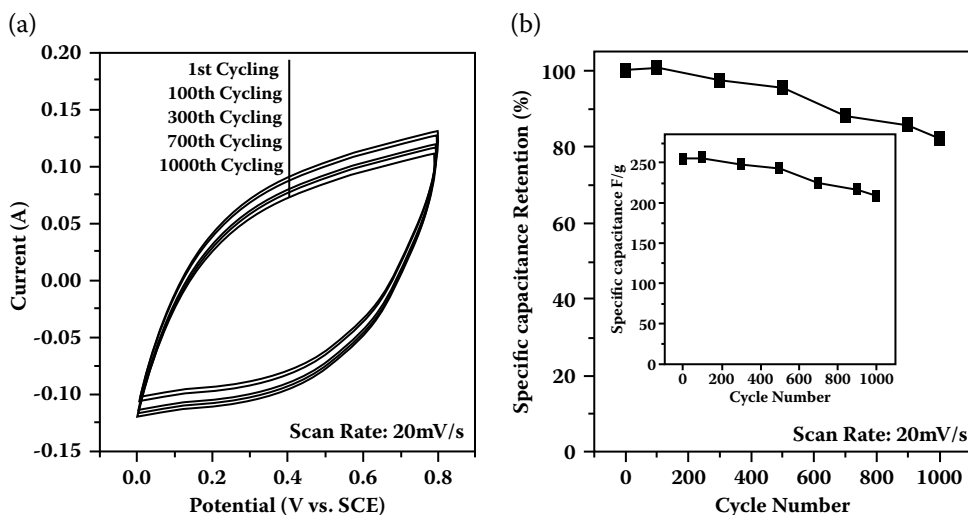 (a)
0.20
0.15
0.10
0.05
0.00
-0.05
-0.10
-0.15
Current (A)
1st Cycling
100th Cycling
300th Cycling
700th Cycling
1000th Cycling
Scan Rate: 20mV/s
0.0 0.2 0.4 0.6 0.8
Potential (V vs. SCE)
(b)
100
80
60
40
20
0
Specific capacitance Retention (%)
250
200
250
100
50
0
Specific capacitance F/g
0 200 400 600 800 1000
Cycle Number
Scan Rate: 20mV/s
0 200 400 600 800 1000
Cycle Number